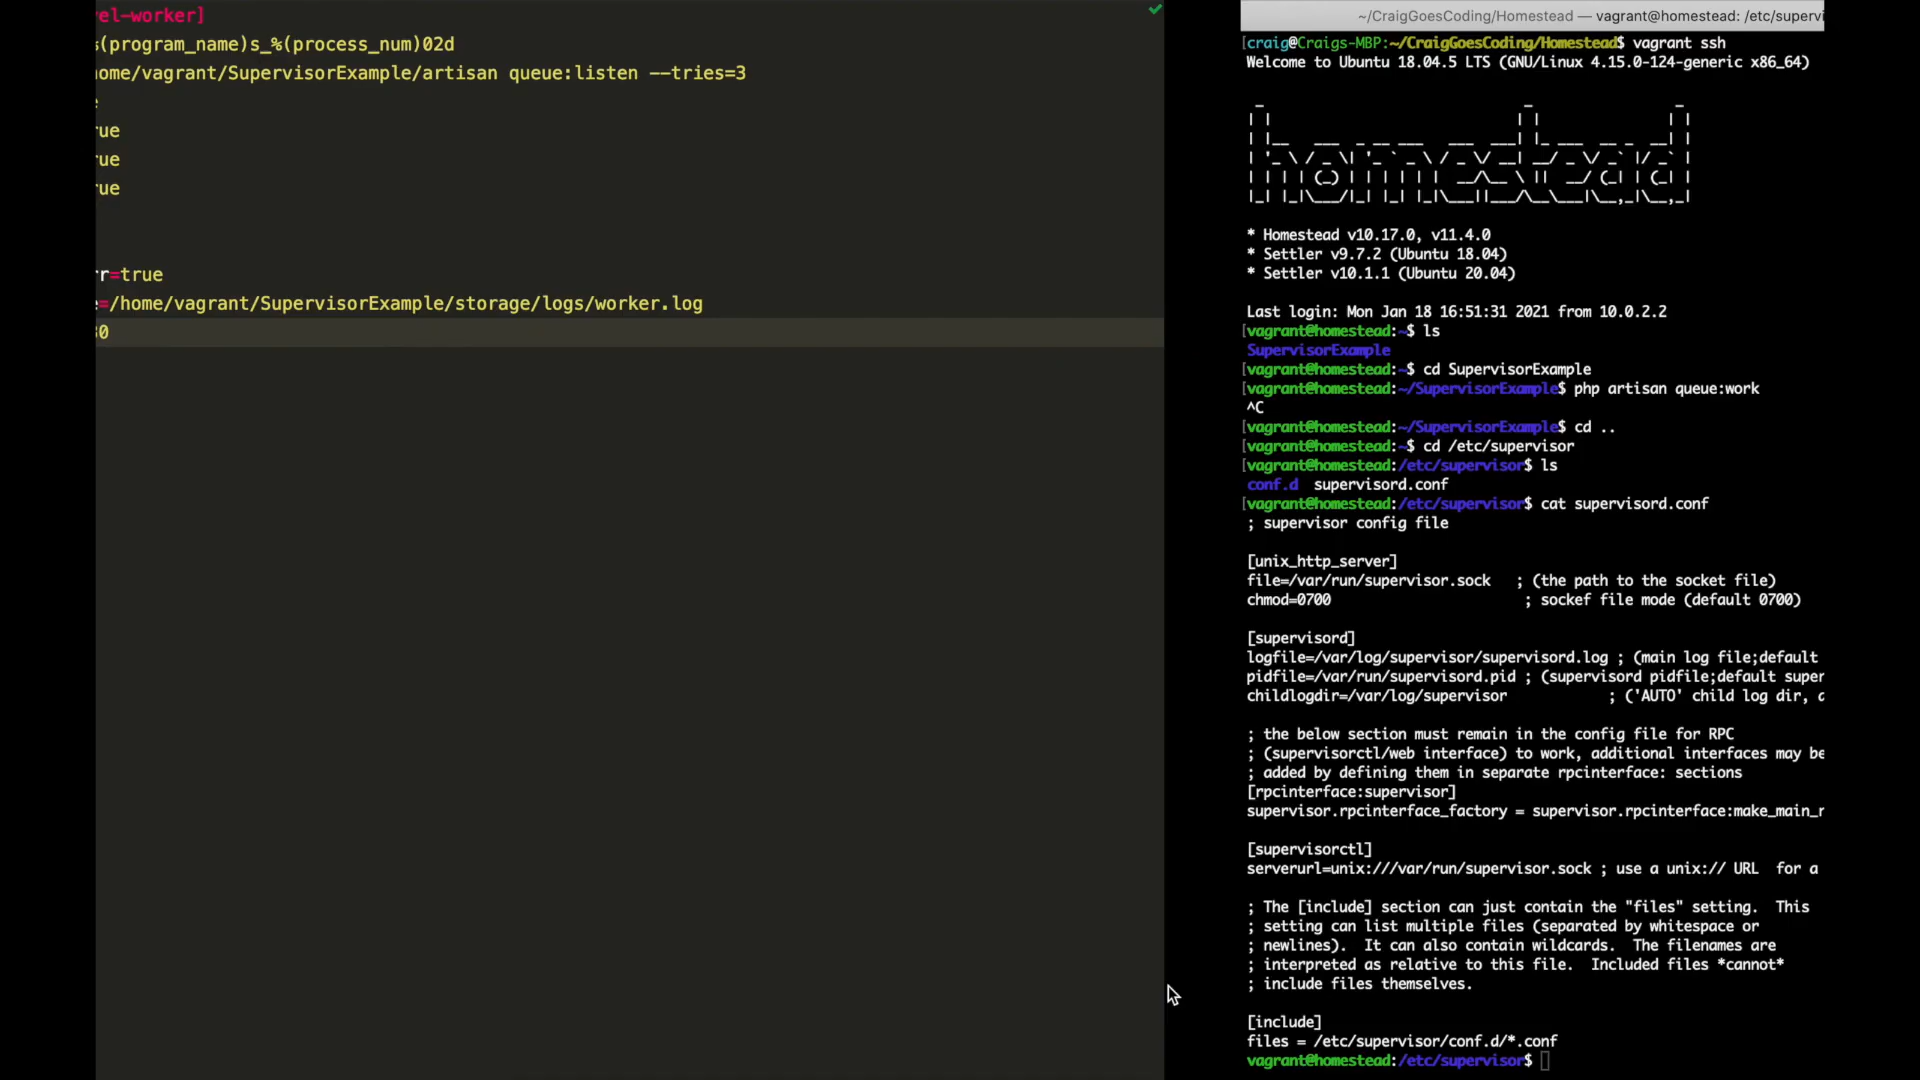 el-worker]
(program_name)s_%(process_num)02d
ome/vagrant/SupervisorExample/artisan queue:listen --tries=3
rue
rue
rue
r=true
=/home/vagrant/SupervisorExample/storage/logs/worker.log
0
~/CraigGoesCoding/Homestead — vagrant@homestead: /etc/supervi
[craig@Craigs-MBP:~/CraigGoesCoding/Homestead$ vagrant ssh
Welcome to Ubuntu 18.04.5 LTS (GNU/Linux 4.15.0-124-generic x86_64)
homestead
* Homestead v10.17.0, v11.4.0
* Settler v9.7.2 (Ubuntu 18.04)
* Settler v10.1.1 (Ubuntu 20.04)
Last login: Mon Jan 18 16:51:31 2021 from 10.0.2.2
[vagrant@homestead:~$ ls
SupervisorExample
[vagrant@homestead:~$ cd SupervisorExample
[vagrant@homestead:~/SupervisorExample$ php artisan queue:work
^C
[vagrant@homestead:~/SupervisorExample$ cd ..
[vagrant@homestead:~$ cd /etc/supervisor
[vagrant@homestead:/etc/supervisor$ ls
conf.d  supervisord.conf
[vagrant@homestead:/etc/supervisor$ cat supervisord.conf
; supervisor config file
[unix_http_server]
file=/var/run/supervisor.sock   ; (the path to the socket file)
chmod=0700                       ; sockef file mode (default 0700)
[supervisord]
logfile=/var/log/supervisor/supervisord.log ; (main log file;default
pidfile=/var/run/supervisord.pid ; (supervisord pidfile;default super
childlogdir=/var/log/supervisor            ; ('AUTO' child log dir,
; the below section must remain in the config file for RPC
; (supervisorctl/web interface) to work, additional interfaces may be
; added by defining them in separate rpcinterface: sections
[rpcinterface:supervisor]
supervisor.rpcinterface_factory = supervisor.rpcinterface:make_main_r
[supervisorctl]
serverurl=unix:///var/run/supervisor.sock ; use a unix:// URL  for a
; The [include] section can just contain the "files" setting.  This
; setting can list multiple files (separated by whitespace or
; newlines).  It can also contain wildcards.  The filenames are
; interpreted as relative to this file.  Included files *cannot*
; include files themselves.
[include]
files = /etc/supervisor/conf.d/*.conf
vagrant@homestead:/etc/supervisor$